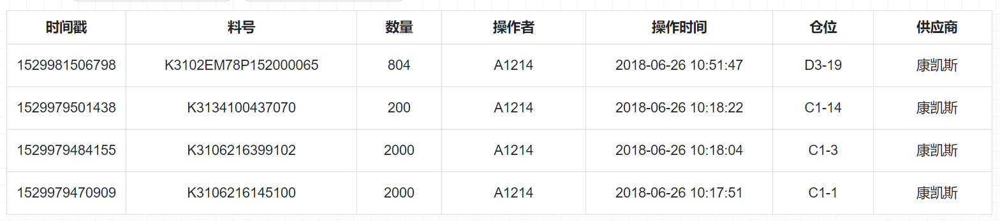 时间戳 料号 数量 操作者 操作时间 仓位 供应商
1529981506798 K3102EM78P152000065 804 A1214 2018-06-26 10:51:47 D3-19 康凯斯
1529979501438 K3134100437070 200 A1214 2018-06-26 10:18:22 C1-14 康凯斯
1529979484155 K3106216399102 2000 A1214 2018-06-26 10:18:04 C1-3 康凯斯
1529979470909 K3106216145100 2000 A1214 2018-06-26 10:17:51 C1-1 康凯斯